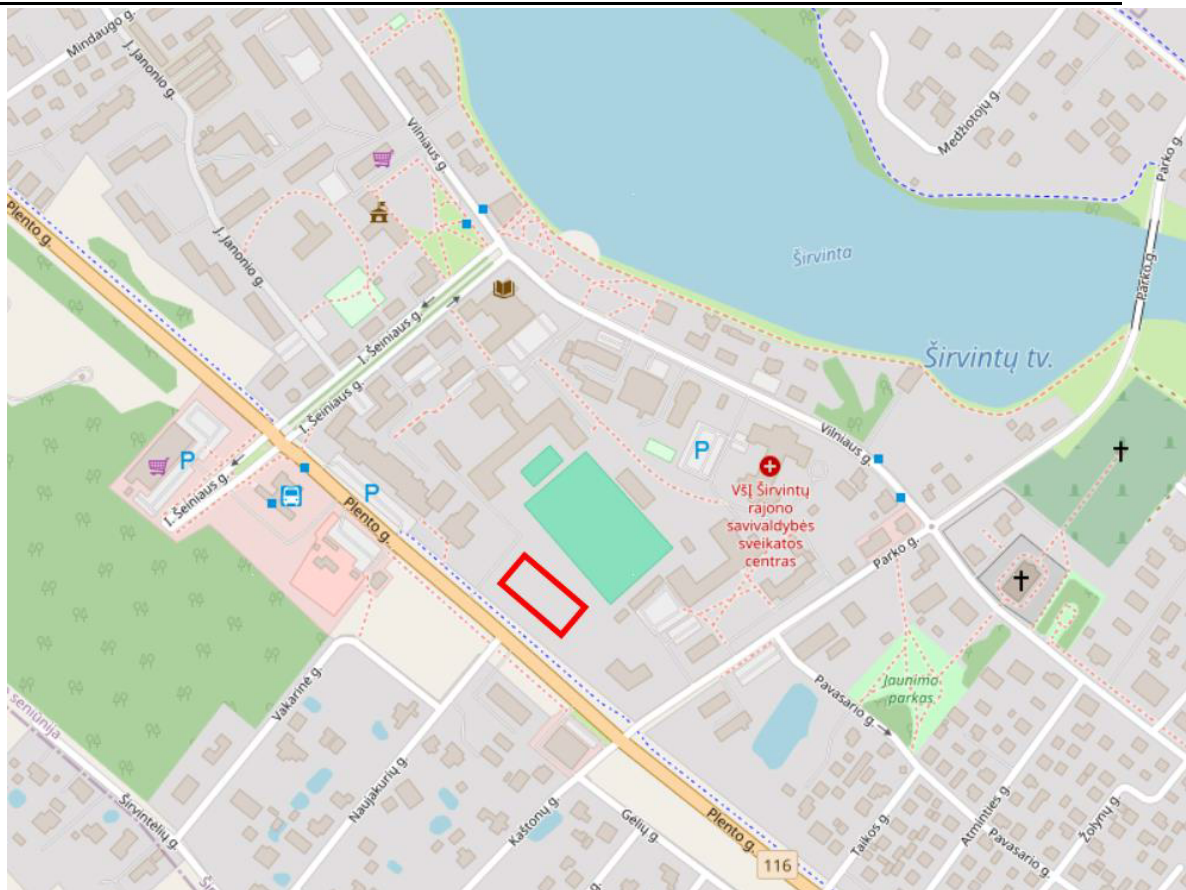 Mindaugo g.
J. Janonio g.
Vilniaus g.
Medžiotojų g.
Parko g.
Plento g.
J. Janonio g.
Širvinta
Parko g.
I. Šeiniaus g.
Širvintų tv.
I. Šeiniaus g.
Vilniaus g.
P
P
P
I. Šeiniaus g.
Plento g.
VšĮ Širvintų
rajono
savivaldybės
sveikatos
centras
Parko g.
Vakarinė g.
Jaunimo
parkas
Pavasario g.
seniūnija
Naujakurių g.
Širvintėlių g.
Kaštonų g.
Gėlių g.
Plento g.
116
Taikos g.
Atminties g.
Pavasario g.
Žolynų g.